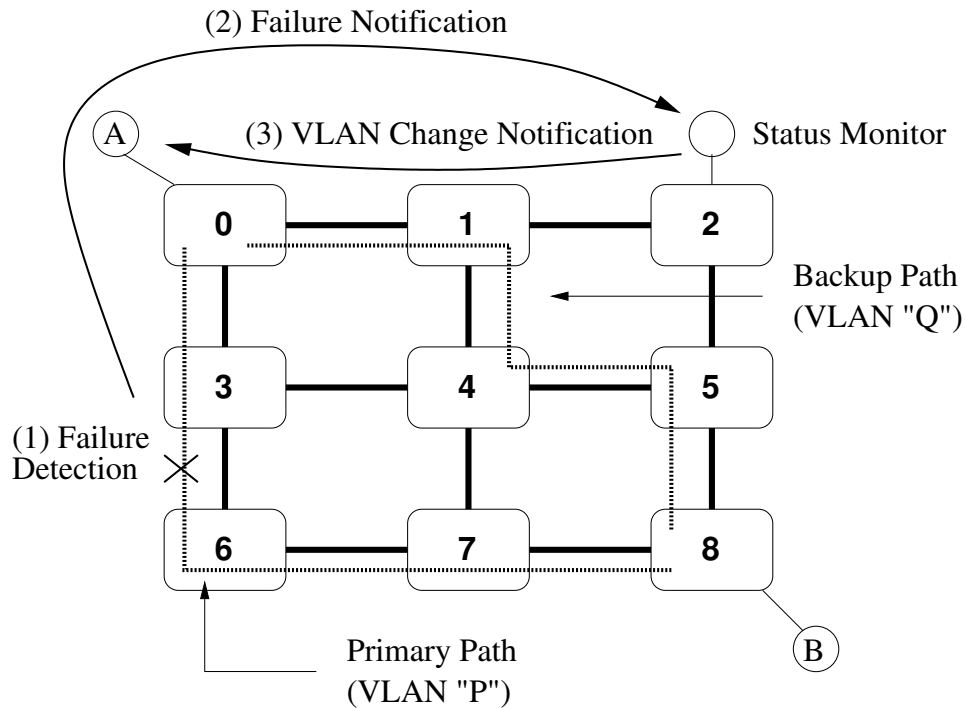 (2) Failure Notification
A
(3) VLAN Change Notification
Status Monitor
0
1
2
Backup Path
(VLAN "Q")
3
4
5
(1) Failure
Detection
6
7
8
Primary Path
(VLAN "P")
B